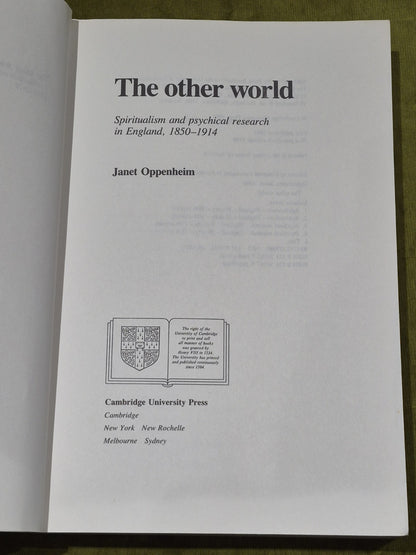 The other world
Spiritualism and psychical research
in England, 1850–1914
Janet Oppenheim
The right of the
University of Cambridge
to print and sell
all manner of books
was granted by
Henry VIII in 1534.
The University has printed
and published continuously
since 1584.
Cambridge University Press
Cambridge
New York New Rochelle
Melbourne Sydney